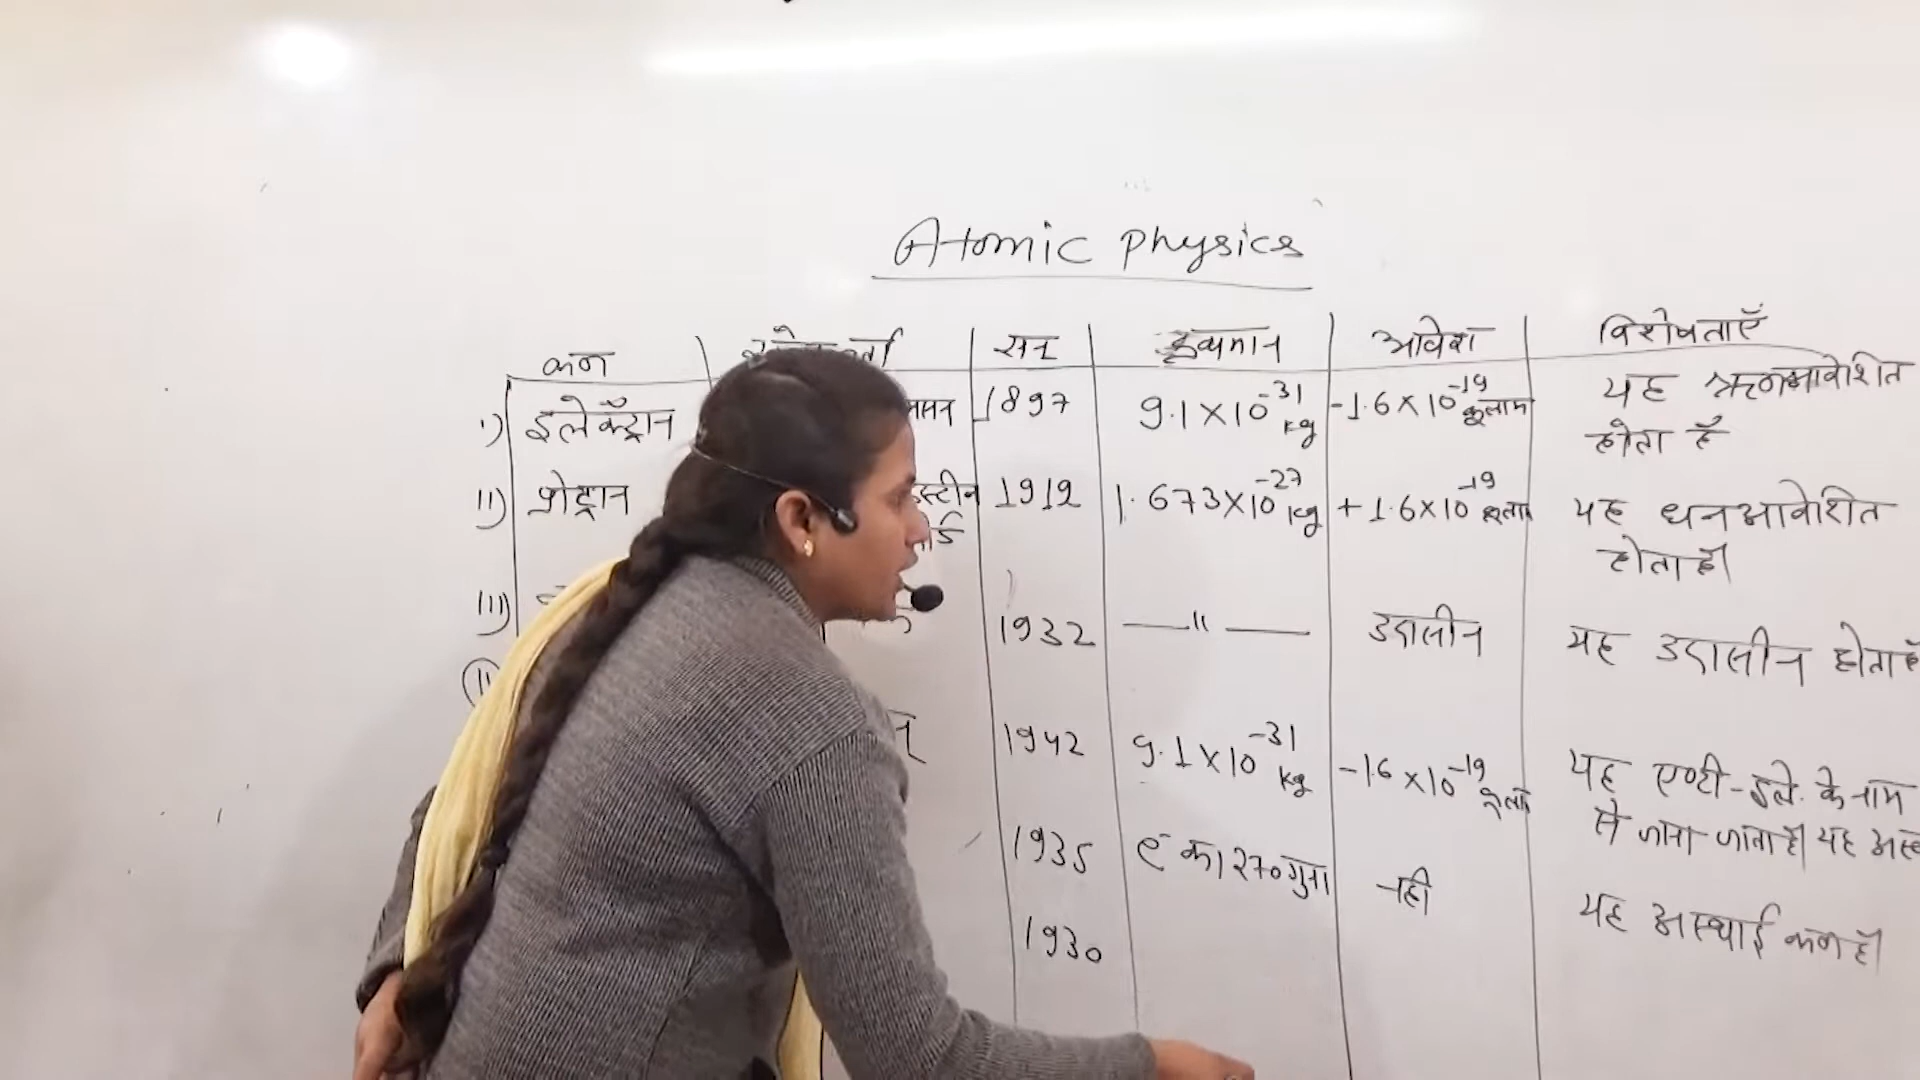 Atomic physics
कण सन् द्रव्यमान आवेश विशेषताएँ
i) इलेक्ट्रॉन 1897 9.1 × 10⁻³¹ kg -1.6 × 10⁻¹⁹ कूलाम यह ऋणआवेशित
होता है
ii) प्रोट्रान 1919 1.673 × 10⁻²⁷ kg + 1.6 × 10⁻¹⁹ यह धनआवेशित
होता है।
iii) 1932 —— " —— उदासीन यह उदासीन होता है
1942 9.1 × 10⁻³¹ kg -1.6 × 10⁻¹⁹ यह एण्टी-इले. के नाम
से जाना जाता है। यह
1935 e⁻ का 270 गुना नही यह अस्थाई कण है।
1930